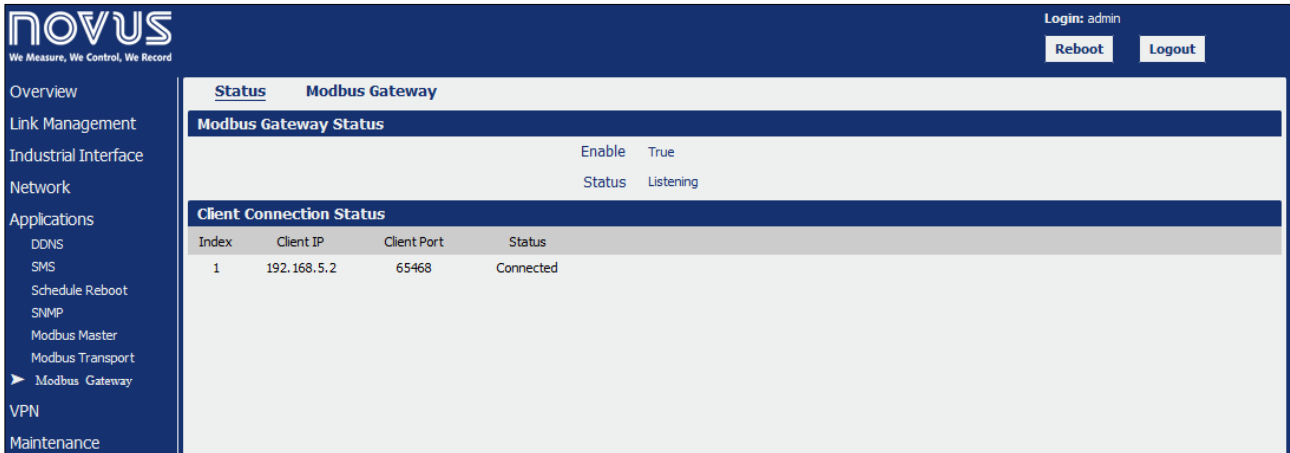 NOVUS
We Measure, We Control, We Record
Login: admin
Reboot Logout
Overview
Link Management
Industrial Interface
Network
Applications
DDNS
SMS
Schedule Reboot
SNMP
Modbus Master
Modbus Transport
Modbus Gateway
VPN
Maintenance
Status Modbus Gateway
Modbus Gateway Status
Enable True
Status Listening
Client Connection Status
Index Client IP Client Port Status
1 192.168.5.2 65468 Connected